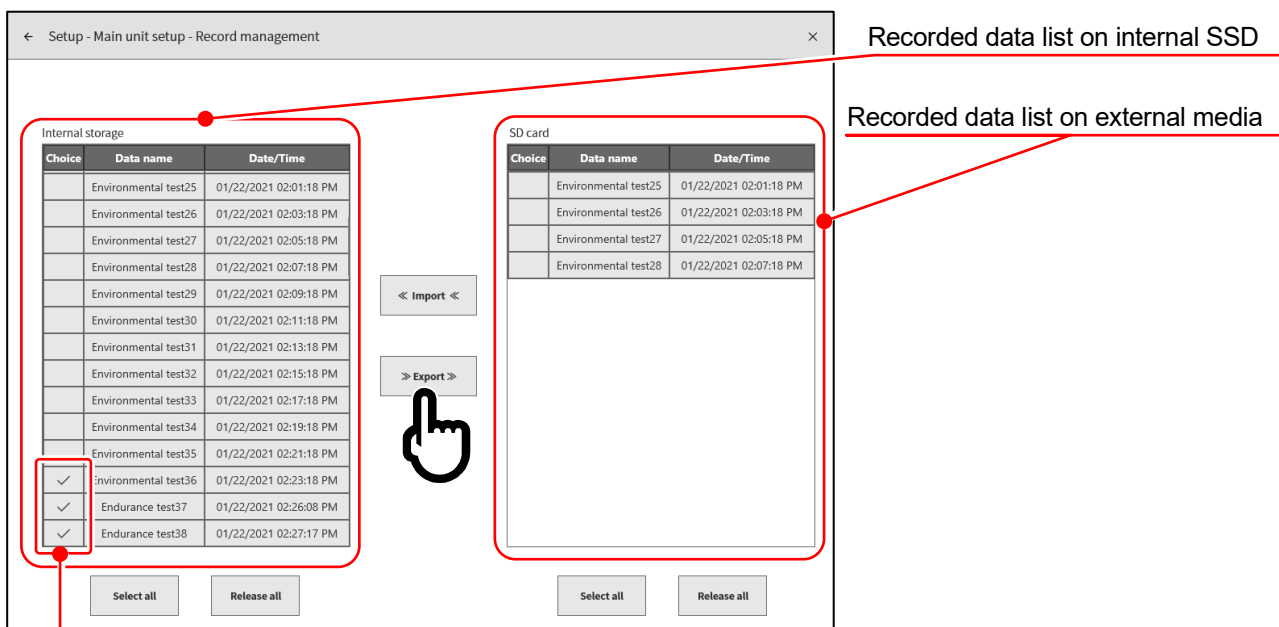 ← Setup - Main unit setup - Record management ×
Recorded data list on internal SSD
Recorded data list on external media
Internal storage
Choice Data name Date/Time
Environmental test25 01/22/2021 02:01:18 PM
Environmental test26 01/22/2021 02:03:18 PM
Environmental test27 01/22/2021 02:05:18 PM
Environmental test28 01/22/2021 02:07:18 PM
Environmental test29 01/22/2021 02:09:18 PM
Environmental test30 01/22/2021 02:11:18 PM
Environmental test31 01/22/2021 02:13:18 PM
Environmental test32 01/22/2021 02:15:18 PM
Environmental test33 01/22/2021 02:17:18 PM
Environmental test34 01/22/2021 02:19:18 PM
Environmental test35 01/22/2021 02:21:18 PM
✓ Environmental test36 01/22/2021 02:23:18 PM
✓ Endurance test37 01/22/2021 02:26:08 PM
✓ Endurance test38 01/22/2021 02:27:17 PM
Select all Release all
≪ Import ≪
≫ Export ≫
SD card
Choice Data name Date/Time
Environmental test25 01/22/2021 02:01:18 PM
Environmental test26 01/22/2021 02:03:18 PM
Environmental test27 01/22/2021 02:05:18 PM
Environmental test28 01/22/2021 02:07:18 PM
Select all Release all